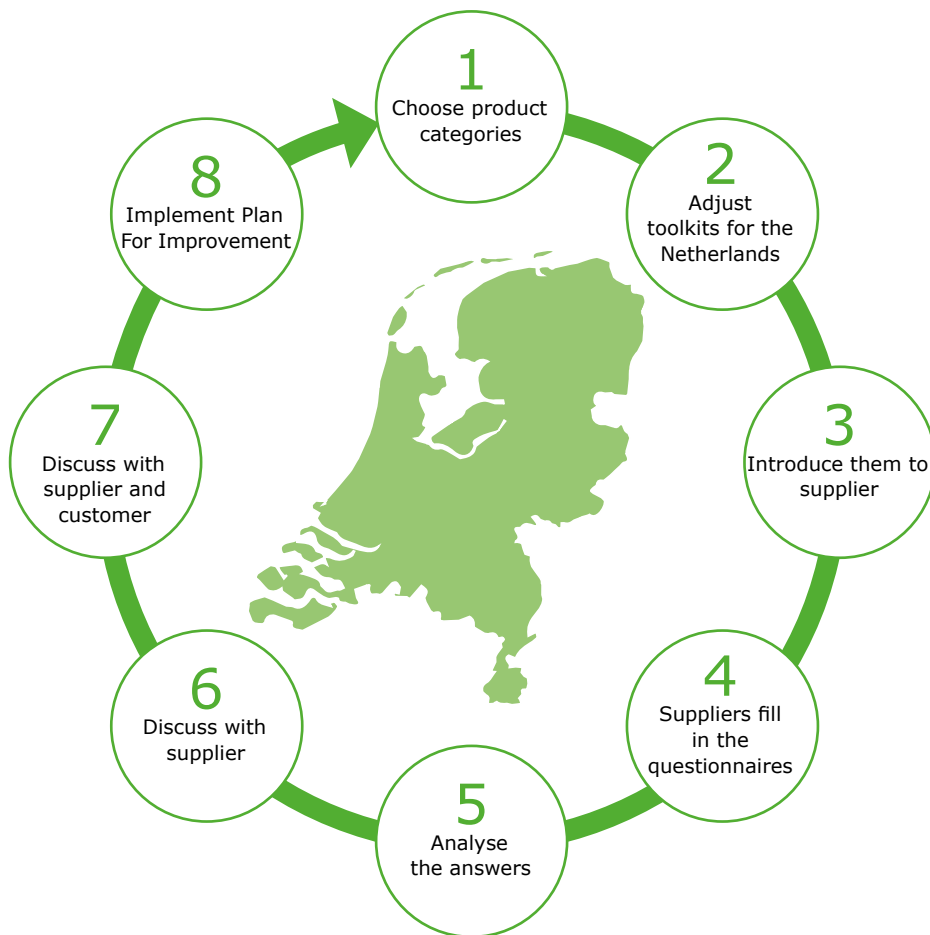 1
Choose product
categories
2
Adjust
toolkits for the
Netherlands
3
Introduce them to
supplier
4
Suppliers fill
in the
questionnaires
5
Analyse
the answers
6
Discuss with
supplier
7
Discuss with
supplier and
customer
8
Implement Plan
For Improvement